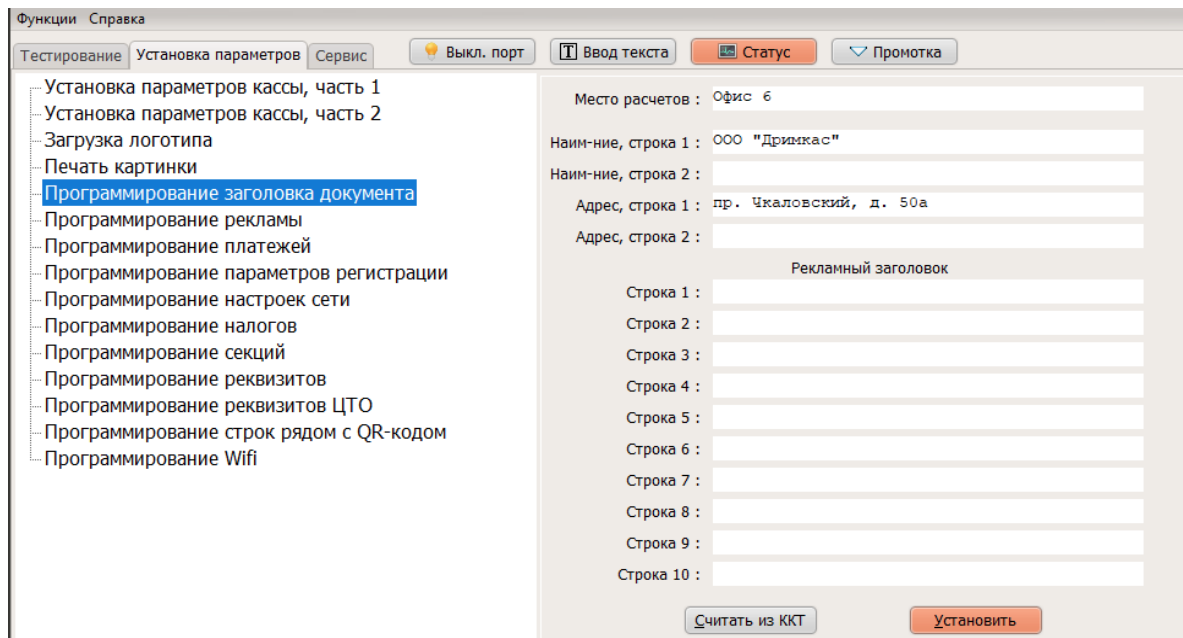 Функции Справка
Тестирование Установка параметров Сервис Выкл. порт T Ввод текста Статус Промотка
Установка параметров кассы, часть 1
Установка параметров кассы, часть 2
Загрузка логотипа
Печать картинки
Программирование заголовка документа
Программирование рекламы
Программирование платежей
Программирование параметров регистрации
Программирование настроек сети
Программирование налогов
Программирование секций
Программирование реквизитов
Программирование реквизитов ЦТО
Программирование строк рядом с QR-кодом
Программирование Wifi
Место расчетов : Офис 6
Наим-ние, строка 1 : ООО "Дримкас"
Наим-ние, строка 2 :
Адрес, строка 1 : пр. Чкаловский, д. 50а
Адрес, строка 2 :
Рекламный заголовок
Строка 1 :
Строка 2 :
Строка 3 :
Строка 4 :
Строка 5 :
Строка 6 :
Строка 7 :
Строка 8 :
Строка 9 :
Строка 10 :
Считать из ККТ Установить